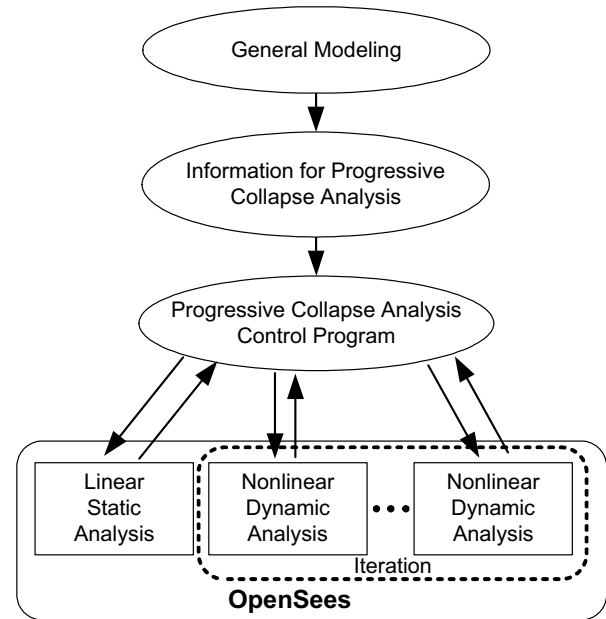 General Modeling
Information for Progressive
Collapse Analysis
Progressive Collapse Analysis
Control Program
Linear
Static
Analysis
Nonlinear
Dynamic
Analysis
Nonlinear
Dynamic
Analysis
Iteration
OpenSees